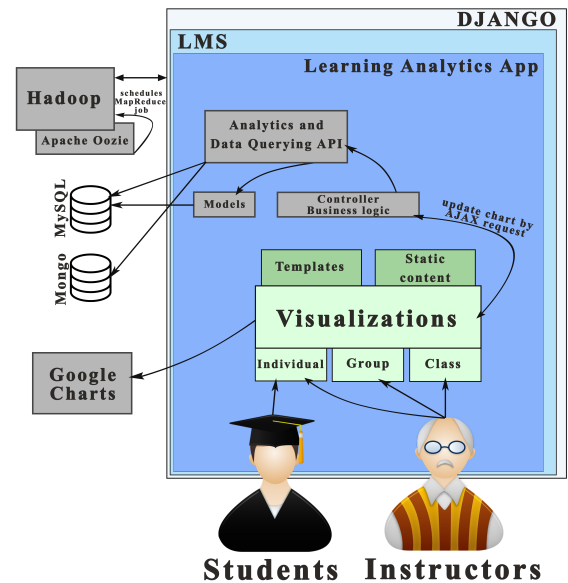 DJANGO
LMS
Learning Analytics App
Hadoop
schedules
MapReduce
job
Apache Oozie
Analytics and
Data Querying API
MySQL
Models
Controller
Business logic
update chart by
AJAX request
Mongo
Templates
Static
content
Visualizations
Individual
Group
Class
Google
Charts
Students
Instructors